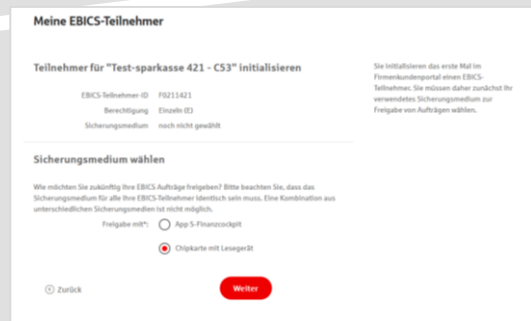 Meine EBICS-Teilnehmer
Teilnehmer für "Test-sparkasse 421 - C53" initialisieren
EBICS-Teilnehmer-ID F0213421
Berechtigung Einzeln (E)
Sicherungsmedium noch nicht gewählt
Sie initialisieren das erste Mal im
Firmenkundenportal einen EBICS-
Teilnehmer. Sie müssen daher zunächst Ihr
verwendetes Sicherungsmedium zur
Freigabe von Aufträgen wählen.
Sicherungsmedium wählen
Wie möchten Sie zukünftig Ihre EBICS Aufträge freigeben? Bitte beachten Sie, dass das
Sicherungsmedium für alle Ihre EBICS-Teilnehmer identisch sein muss. Eine Kombination aus
unterschiedlichen Sicherungsmedien ist nicht möglich.
Freigabe mit*: App S-Finanzcockpit
Chipkarte mit Lesegerät
Zurück
Weiter